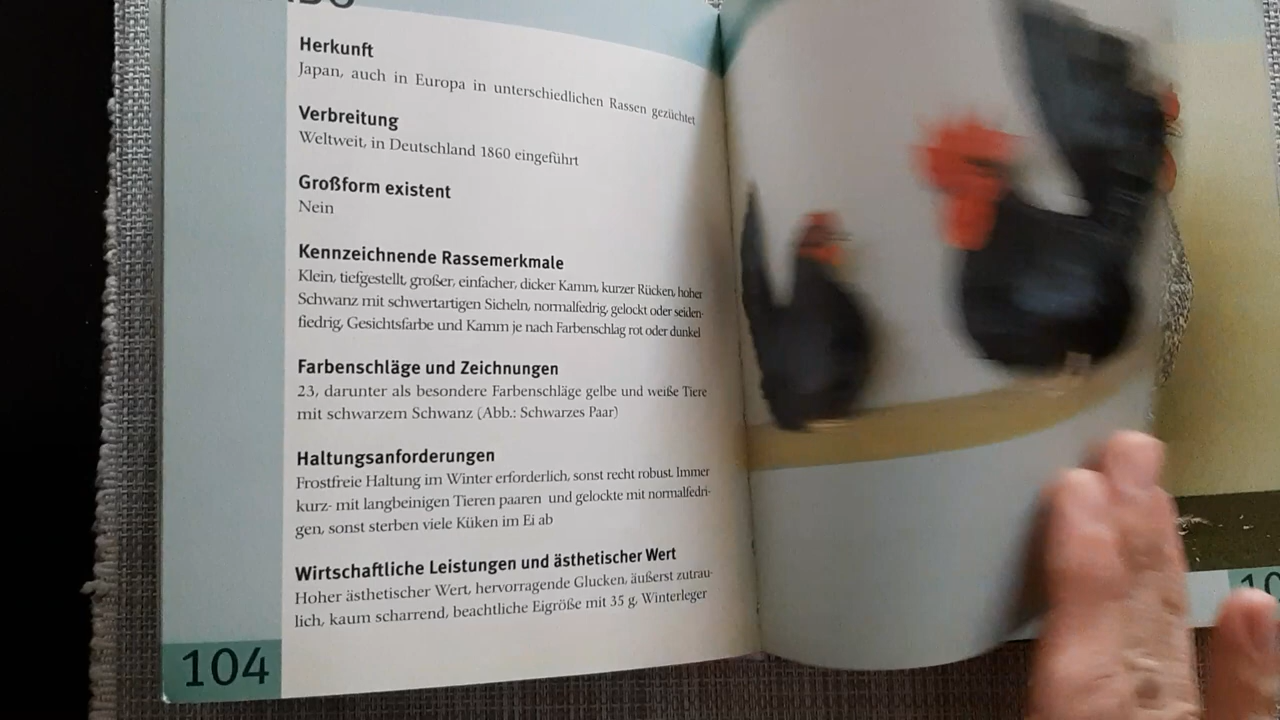 Herkunft
Japan, auch in Europa in unterschiedlichen Rassen gezüchtet
Verbreitung
Weltweit, in Deutschland 1860 eingeführt
Großform existent
Nein
Kennzeichnende Rassemerkmale
Klein, tiefgestellt, großer, einfacher, dicker Kamm, kurzer Rücken, hoher
Schwanz mit schwertartigen Sicheln, normalfedrig, gelockt oder seiden-
fiedrig, Gesichtsfarbe und Kamm je nach Farbenschlag rot oder dunkel
Farbenschläge und Zeichnungen
23, darunter als besondere Farbenschläge gelbe und weiße Tiere
mit schwarzem Schwanz (Abb.: Schwarzes Paar)
Haltungsanforderungen
Frostfreie Haltung im Winter erforderlich, sonst recht robust. Immer
kurz- mit langbeinigen Tieren paaren und gelockte mit normalfedri-
gen, sonst sterben viele Küken im Ei ab
Wirtschaftliche Leistungen und ästhetischer Wert
Hoher ästhetischer Wert, hervorragende Glucken, äußerst zutrau-
lich, kaum scharrend, beachtliche Eigröße mit 35 g, Winterleger
104